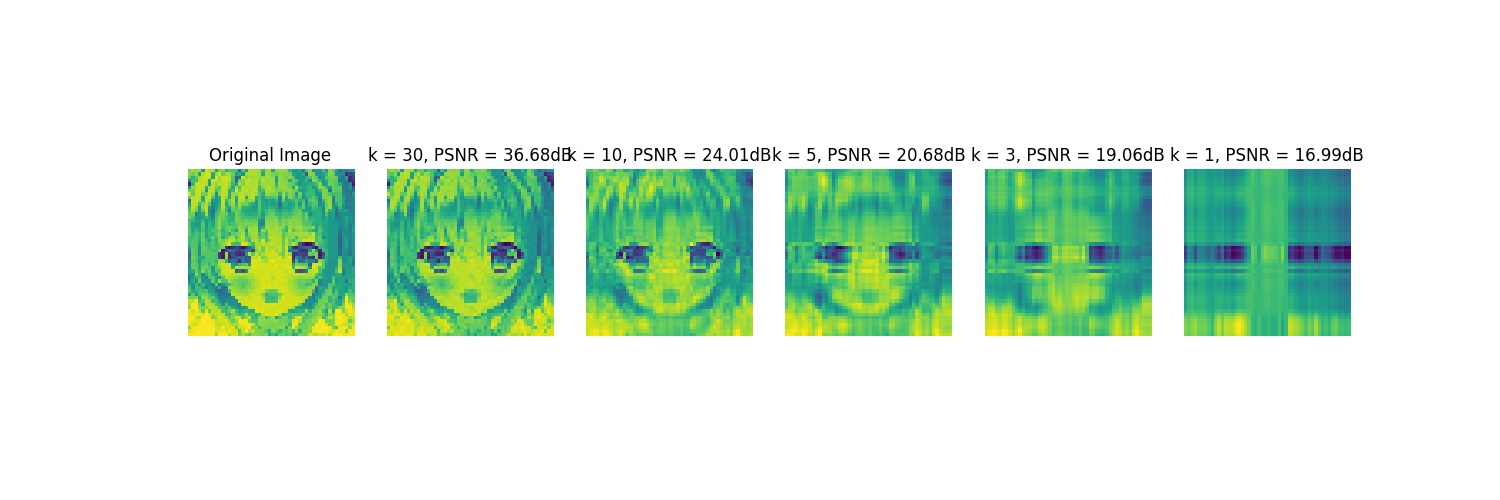 Original Image
k = 30, PSNR = 36.68dB
k = 10, PSNR = 24.01dB
k = 5, PSNR = 20.68dB
k = 3, PSNR = 19.06dB
k = 1, PSNR = 16.99dB